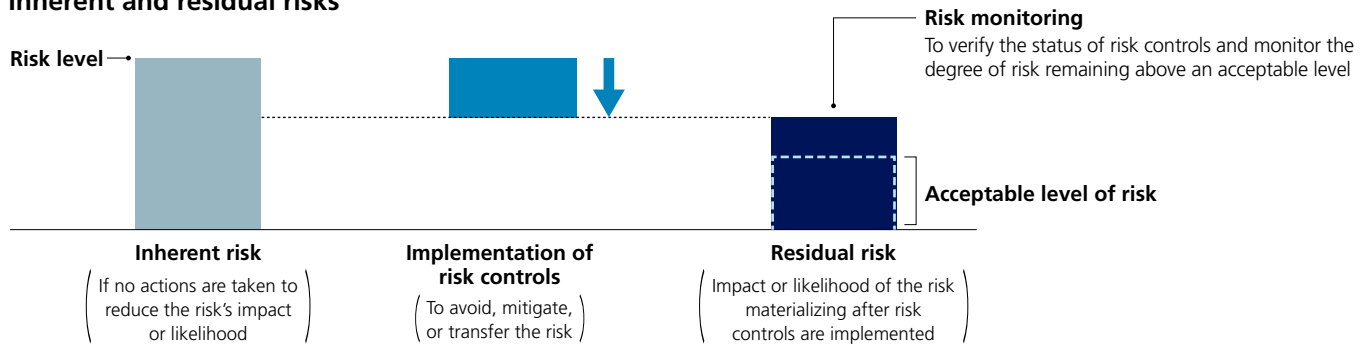 Inherent and residual risks
Risk level
Risk monitoring
To verify the status of risk controls and monitor the
degree of risk remaining above an acceptable level
Acceptable level of risk
Inherent risk
If no actions are taken to
reduce the risk’s impact
or likelihood
Implementation of
risk controls
To avoid, mitigate,
or transfer the risk
Residual risk
Impact or likelihood of the risk
materializing after risk
controls are implemented